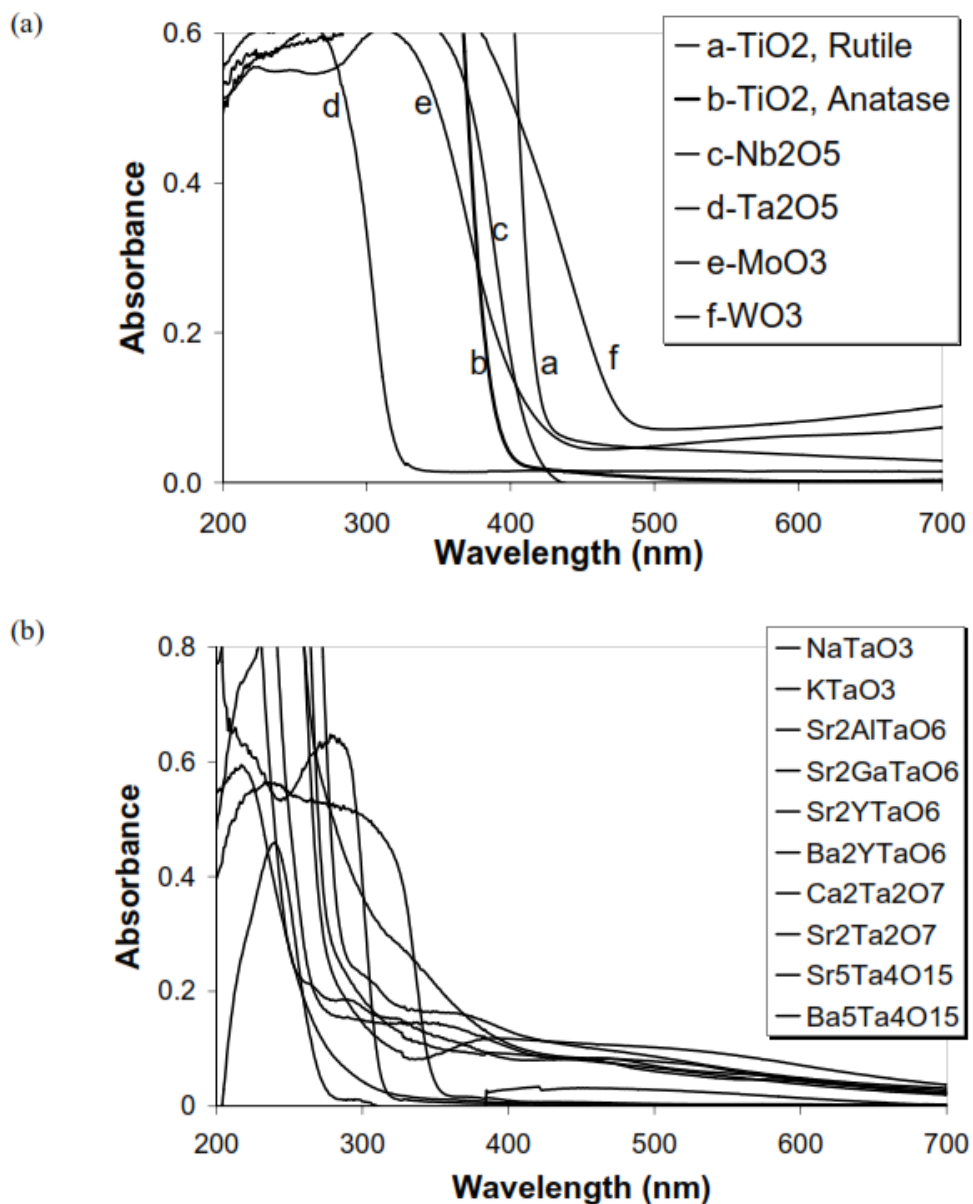 (a)
0.6
0.4
0.2
0.0
Absorbance
d
e
c
b
a
f
a-TiO2, Rutile
b-TiO2, Anatase
c-Nb2O5
d-Ta2O5
e-MoO3
f-WO3
200 300 400 500 600 700
Wavelength (nm)
(b)
0.8
0.6
0.4
0.2
0
Absorbance
NaTaO3
KTaO3
Sr2AlTaO6
Sr2GaTaO6
Sr2YTaO6
Ba2YTaO6
Ca2Ta2O7
Sr2Ta2O7
Sr5Ta4O15
Ba5Ta4O15
200 300 400 500 600 700
Wavelength (nm)